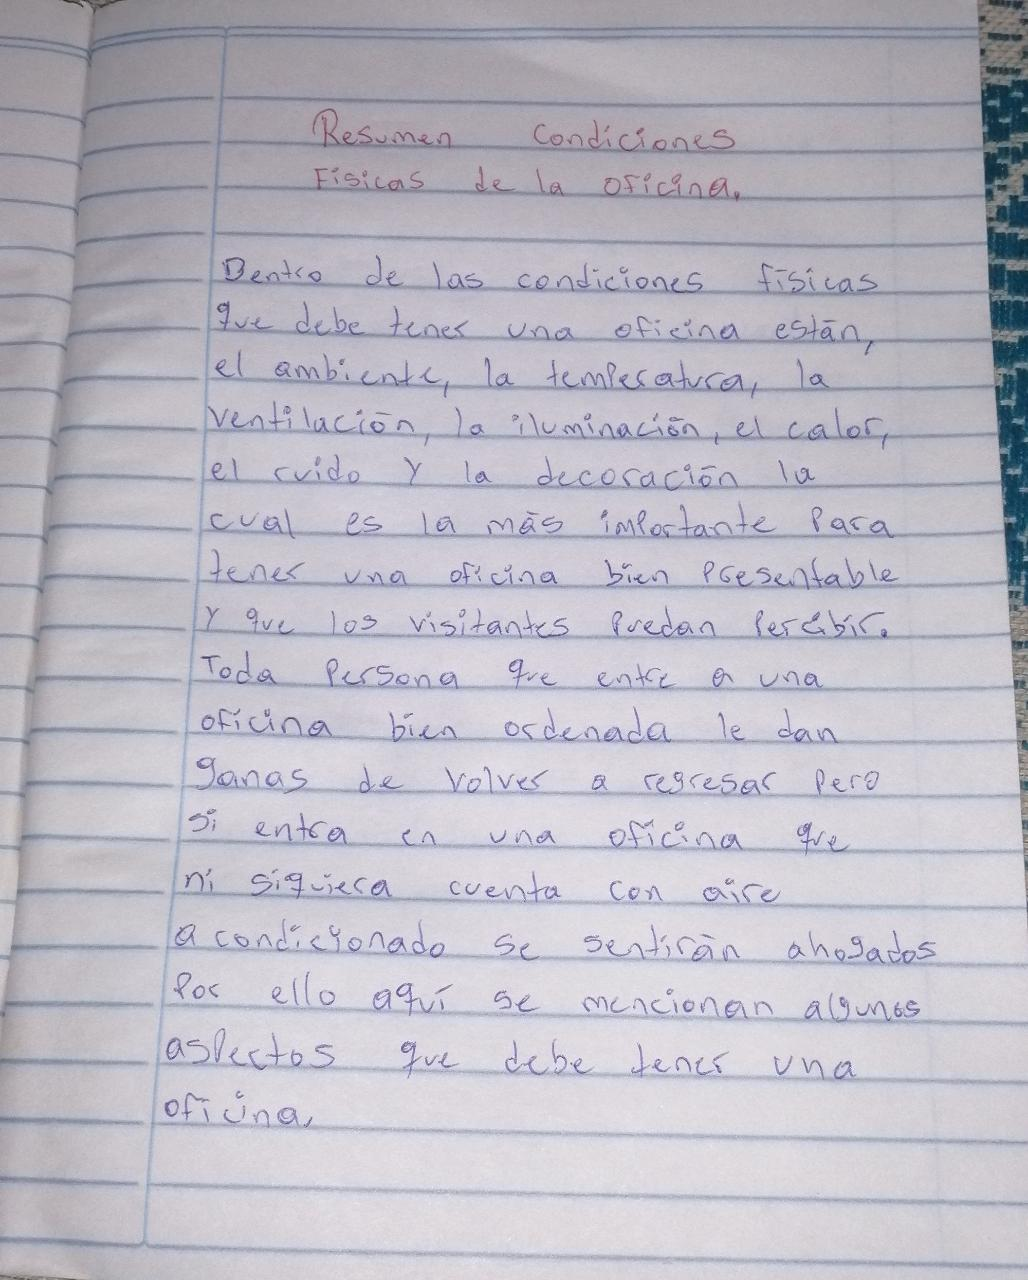 Resumen Condiciones
Físicas de la oficina.
Dentro de las condiciones físicas
que debe tener una oficina están,
el ambiente, la temperatura, la
ventilación, la iluminación, el calor,
el ruido y la decoración la
cual es la más importante para
tener una oficina bien presentable
y que los visitantes puedan percibir.
Toda persona que entre a una
oficina bien ordenada le dan
ganas de volver a regresar pero
si entra en una oficina que
ni siquiera cuenta con aire
acondicionado se sentirán ahogados
por ello aquí se mencionan algunos
aspectos que debe tener una
oficina.